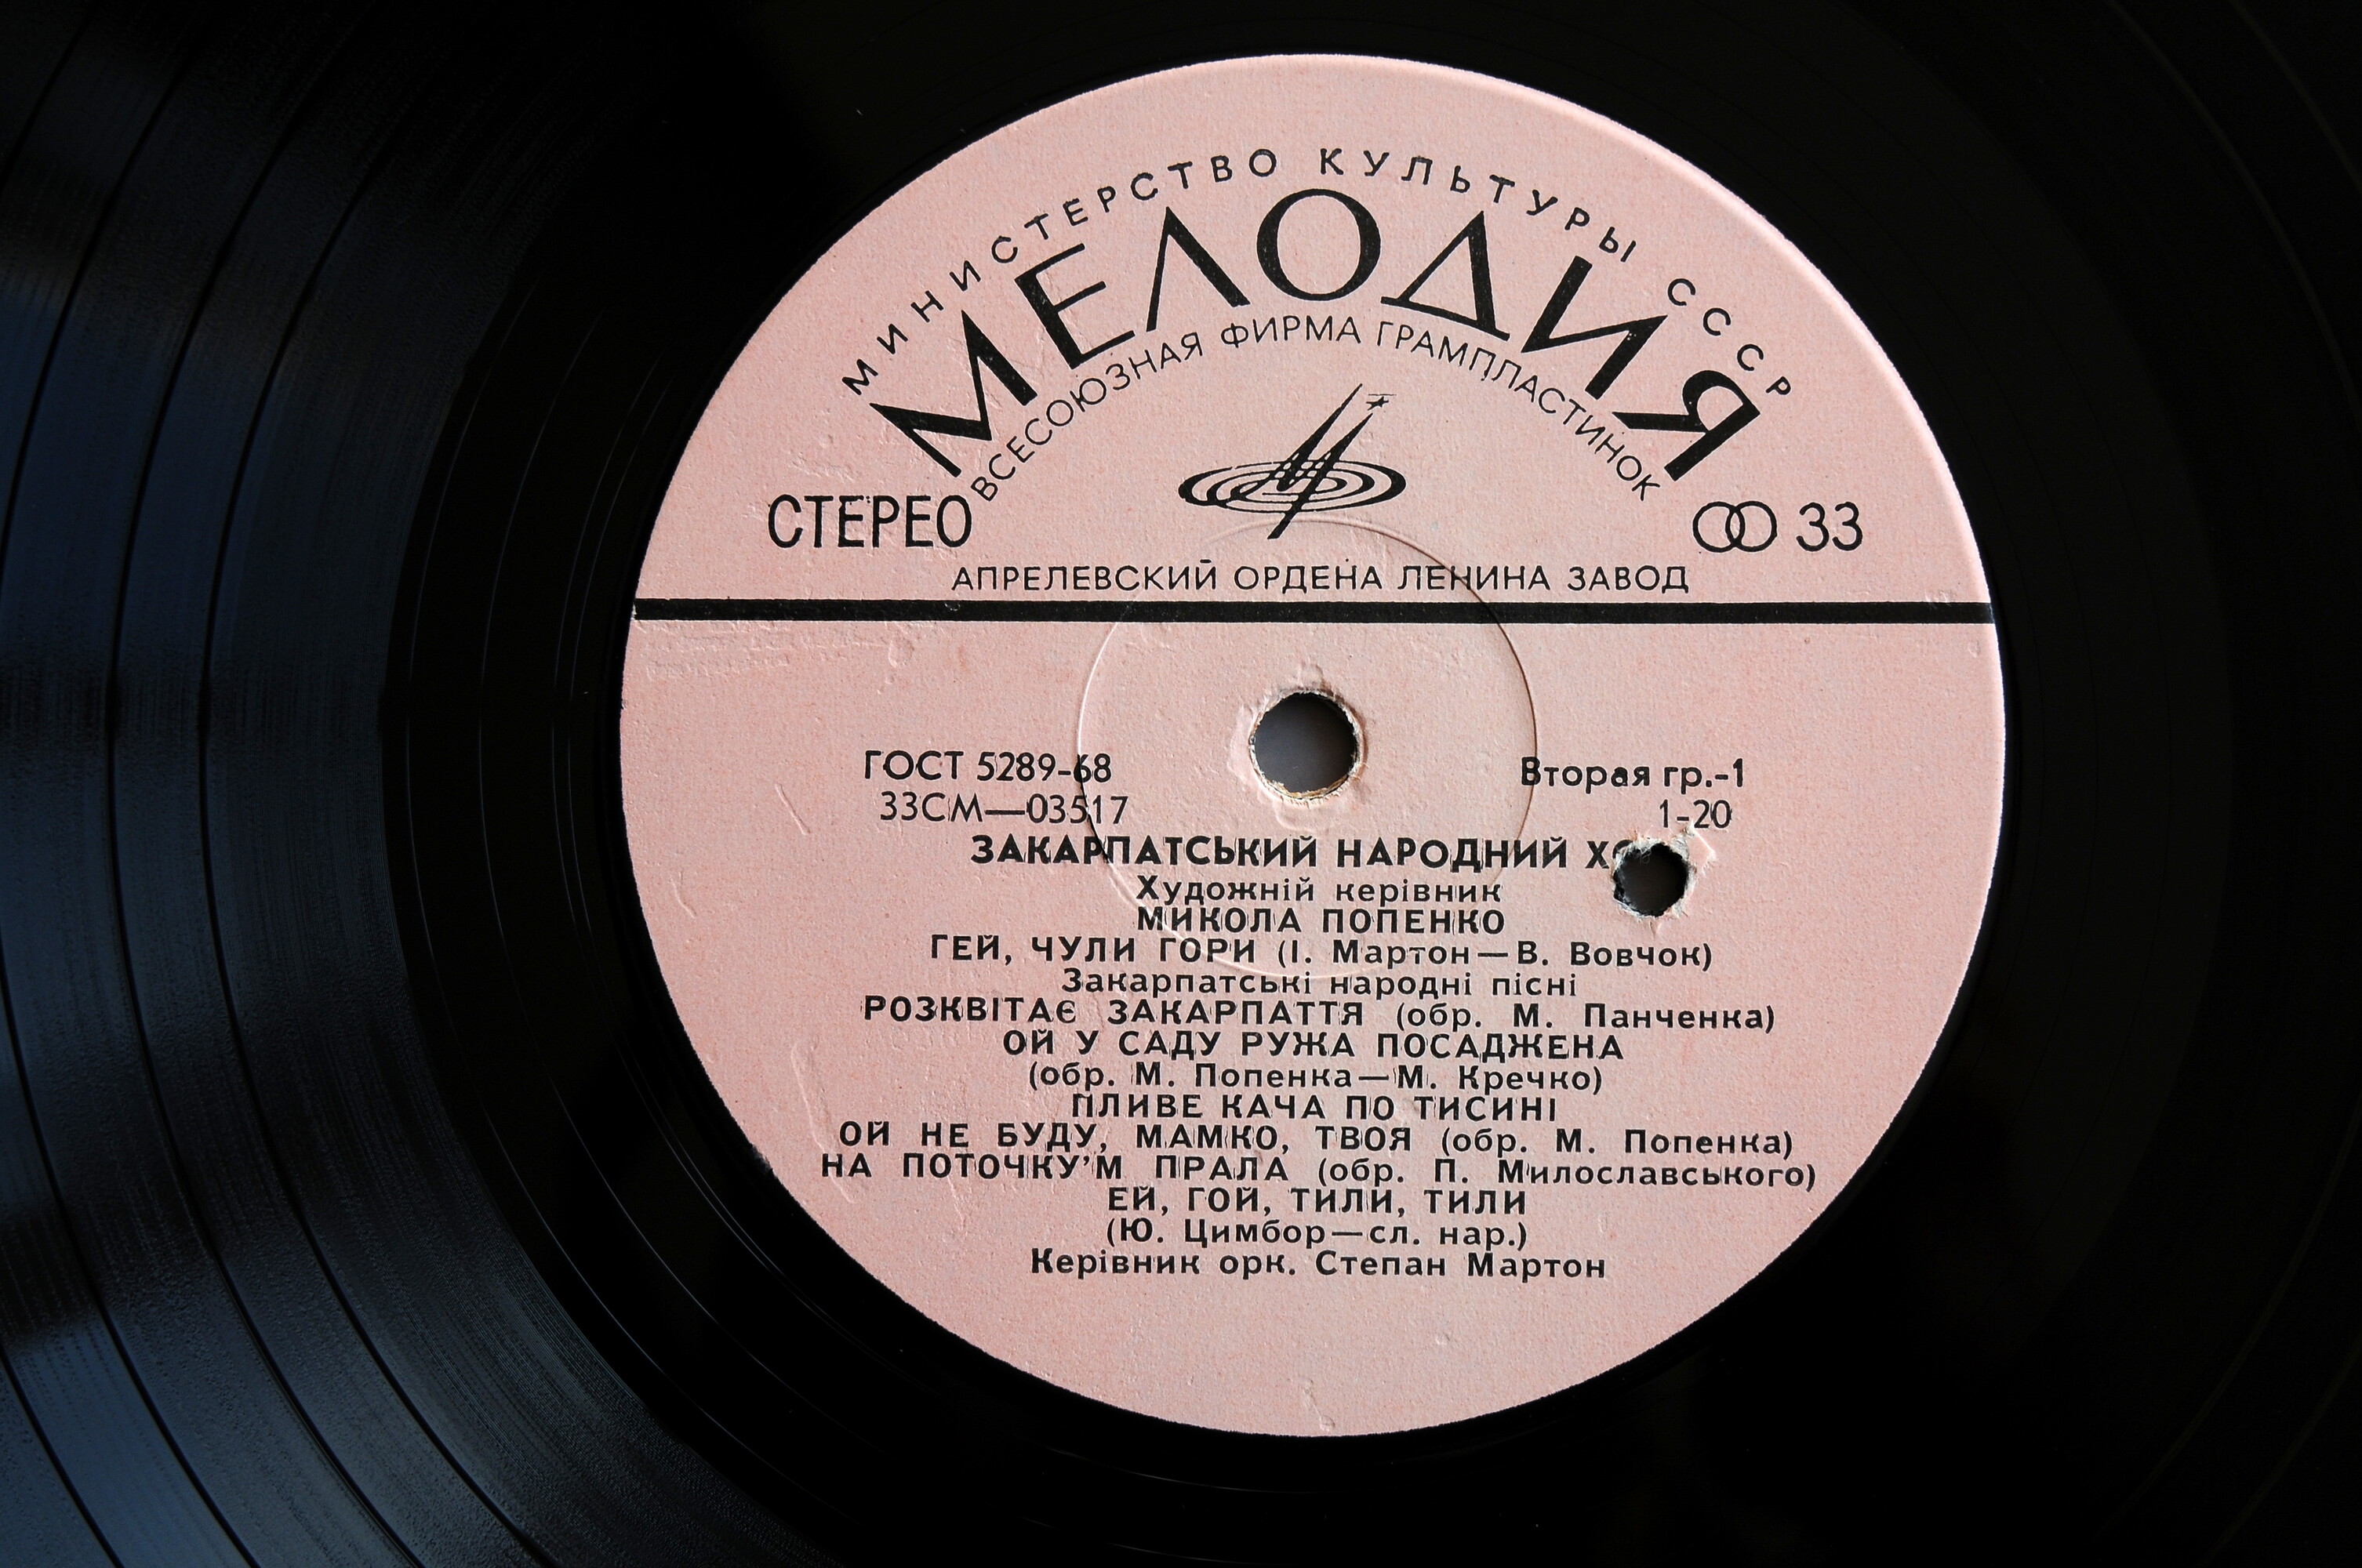 МИНИСТЕРСТВО КУЛЬТУРЫ СССР
МЕЛОДИЯ
ВСЕСОЮЗНАЯ ФИРМА ГРАМПЛАСТИНОК
СТЕРЕО 33
АПРЕЛЕВСКИЙ ОРДЕНА ЛЕНИНА ЗАВОД
ГОСТ 5289-68 Вторая гр.-1
33СМ—03517 1-20
ЗАКАРПАТСЬКИЙ НАРОДНИЙ
Художній керівник
МИКОЛА ПОПЕНКО
ГЕЙ, ЧУЛИ ГОРИ (І. Мартон—В. Вовчок)
Закарпатські народні пісні
РОЗКВІТАЄ ЗАКАРПАТТЯ (обр. М. Панченка)
ОЙ У САДУ РУЖА ПОСАДЖЕНА
(обр. М. Попенка—М. Кречко)
ПЛИВЕ КАЧА ПО ТИСИНІ
ОЙ НЕ БУДУ, МАМКО, ТВОЯ (обр. М. Попенка)
НА ПОТОЧКУ’М ПРАЛА (обр. П. Милославського)
ЕЙ, ГОЙ, ТИЛИ, ТИЛИ
(Ю. Цимбор—сл. нар.)
Керівник орк. Степан Мартон